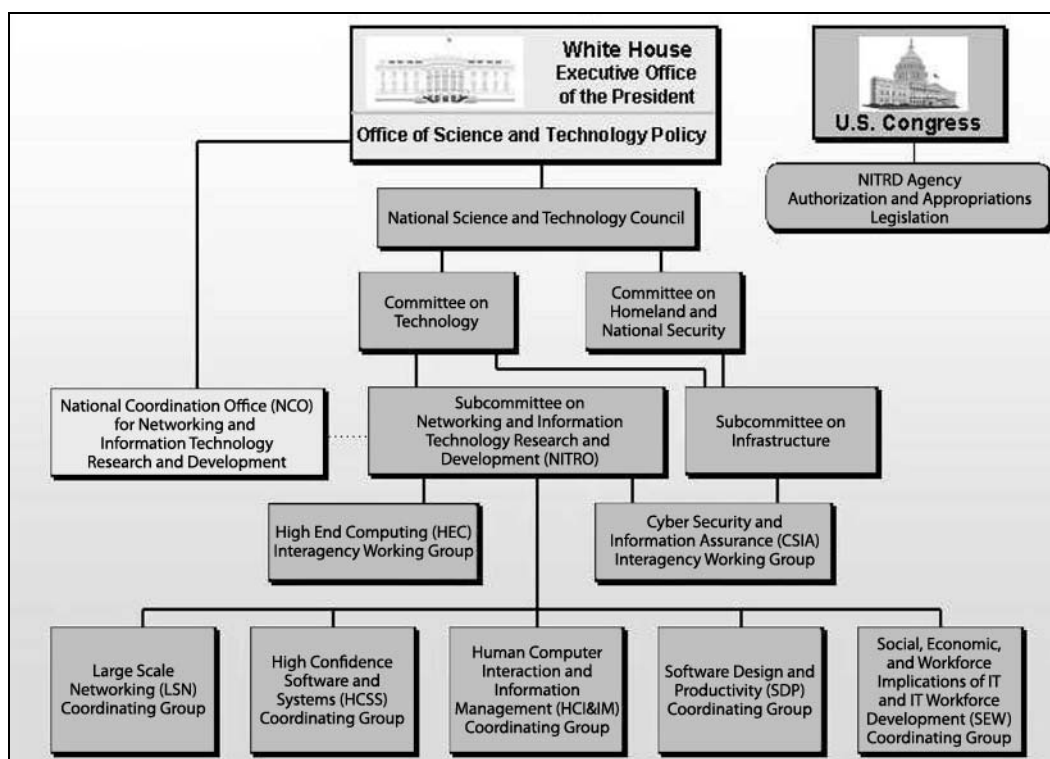 White House
Executive Office
of the President
Office of Science and Technology Policy
U.S. Congress
NITRD Agency
Authorization and Appropriations
Legislation
National Science and Technology Council
Committee on
Technology
Committee on
Homeland and
National Security
National Coordination Office (NCO)
for Networking and
Information Technology
Research and Development
Subcommittee on
Networking and Information
Technology Research and
Development (NITRO)
Subcommittee on
Infrastructure
High End Computing (HEC)
Interagency Working Group
Cyber Security and
Information Assurance (CSIA)
Interagency Working Group
Large Scale
Networking (LSN)
Coordinating Group
High Confidence
Software and
Systems (HCSS)
Coordinating Group
Human Computer
Interaction and
Information
Management (HCI&IM)
Coordinating Group
Software Design and
Productivity (SDP)
Coordinating Group
Social, Economic,
and Workforce
Implications of IT
and IT Workforce
Development (SEW)
Coordinating Group